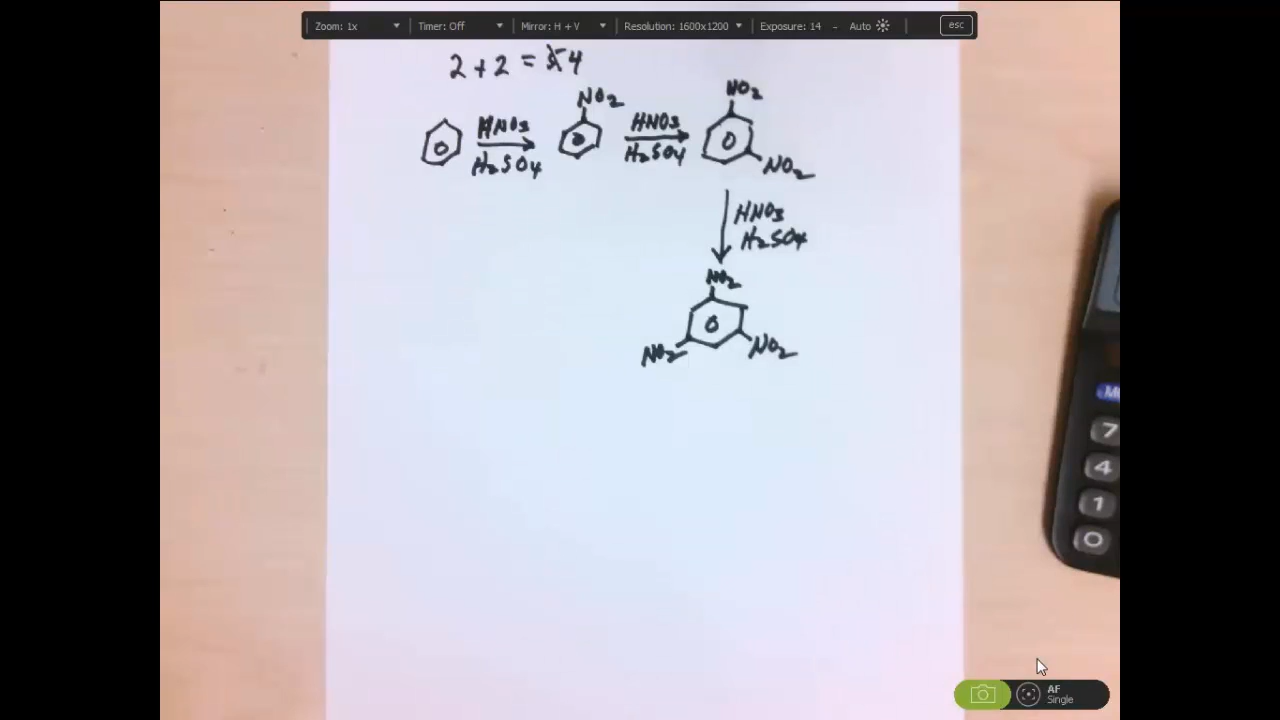 Zoom: 1x Timer: Off Mirror: H + V Resolution: 1600x1200 Exposure: 14 - Auto esc
2 + 2 = 4
NO2 NO2
HNO3 HNO3
H2SO4 H2SO4
NO2
HNO3
H2SO4
NO2
NO2 NO2
7
4
1
0
AF
Single